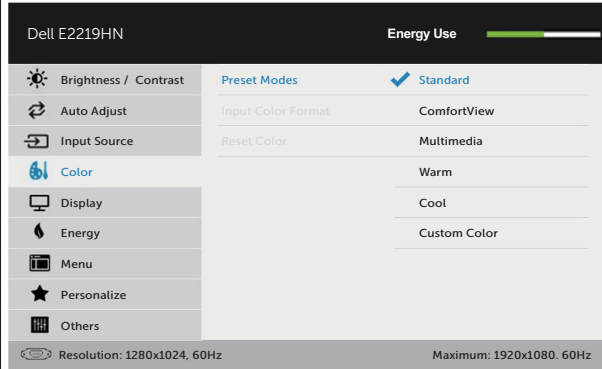 Dell E2219HN
Energy Use
Brightness / Contrast
Preset Modes
Standard
Auto Adjust
Input Color Format
ComfortView
Input Source
Reset Color
Multimedia
Color
Warm
Display
Cool
Energy
Custom Color
Menu
Personalize
Others
Resolution: 1280x1024, 60Hz
Maximum: 1920x1080. 60Hz